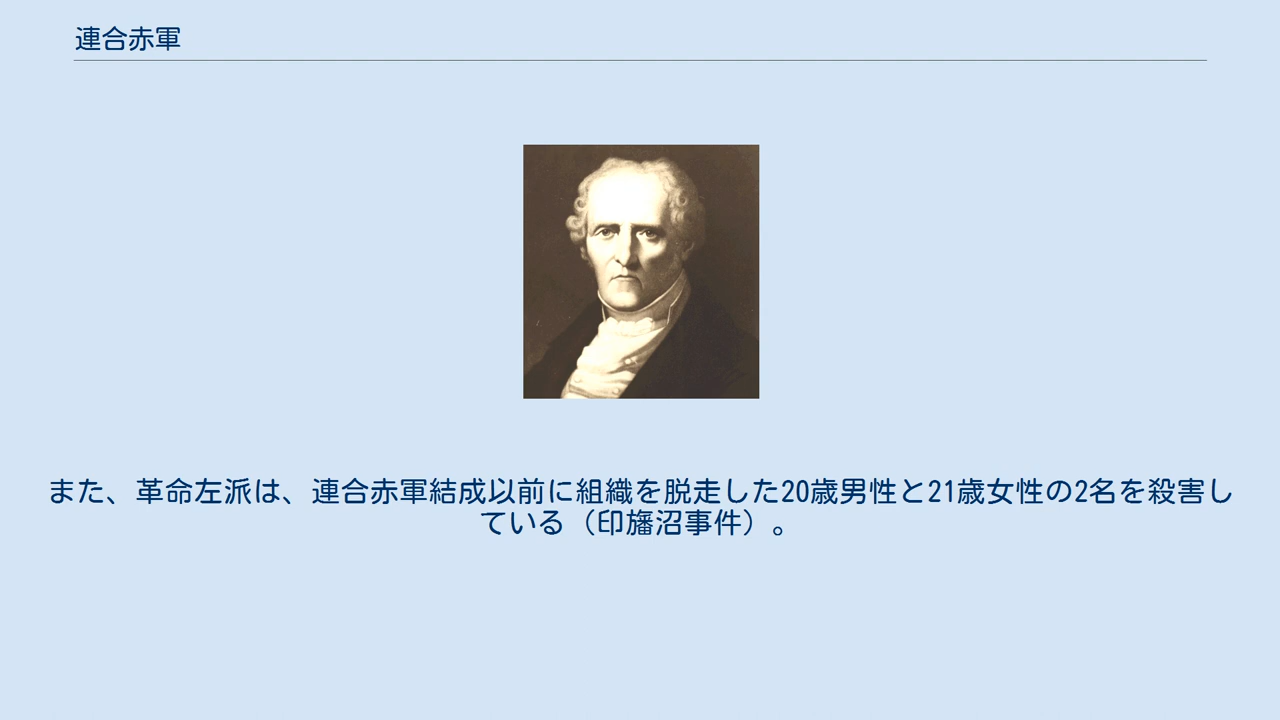 連合赤軍
また、革命左派は、連合赤軍結成以前に組織を脱走した20歳男性と21歳女性の2名を殺害し
ている（印旛沼事件）。